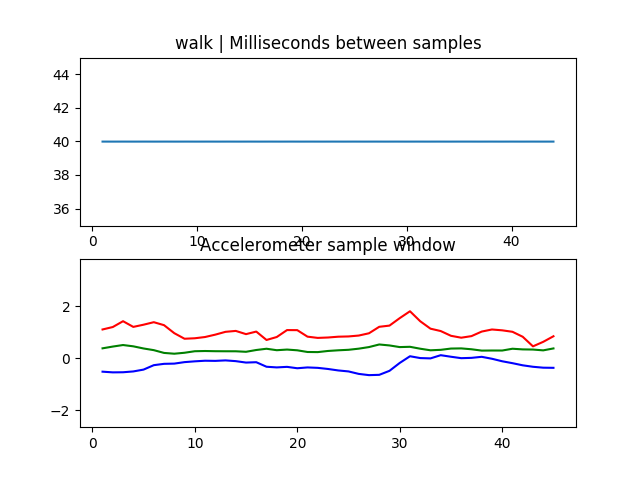 walk | Milliseconds between samples
44
42
40
38
36
0 10 20 30 40
Accelerometer sample window
2
0
−2
0 10 20 30 40